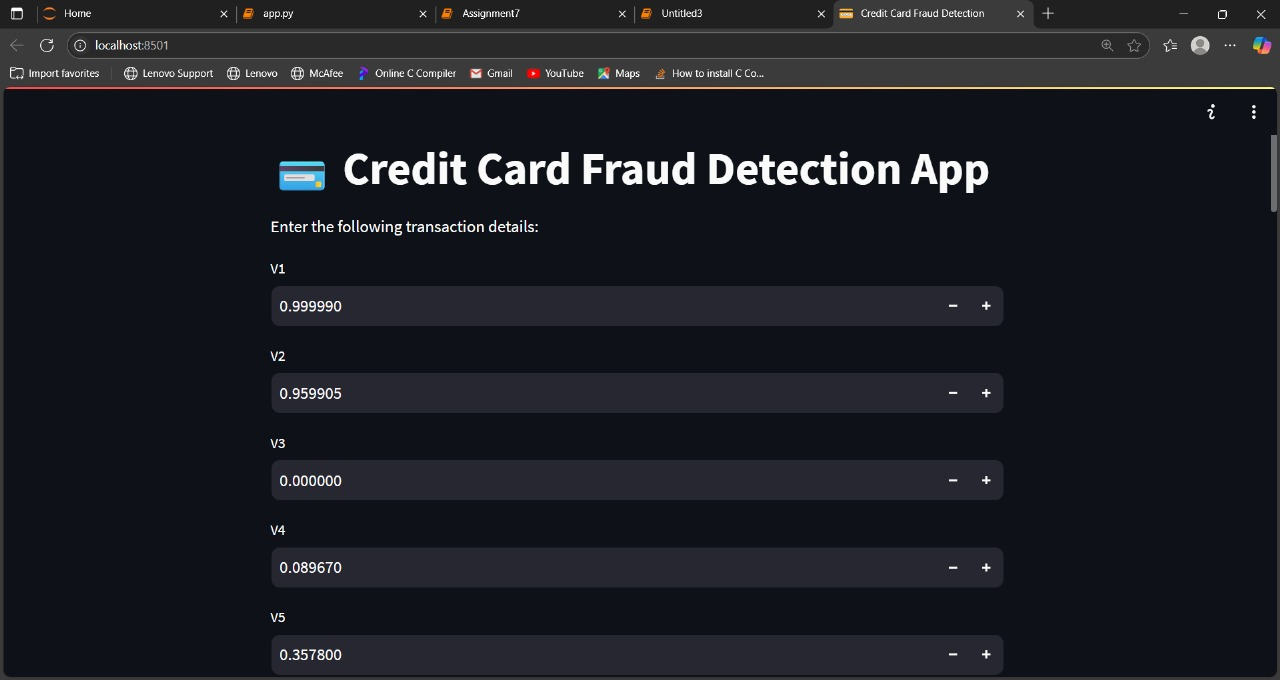 Home
app.py
Assignment7
Untitled3
Credit Card Fraud Detection
localhost:8501
Import favorites
Lenovo Support
Lenovo
McAfee
Online C Compiler
Gmail
YouTube
Maps
How to install C Co...
Credit Card Fraud Detection App
Enter the following transaction details:
V1
0.999990
V2
0.959905
V3
0.000000
V4
0.089670
V5
0.357800